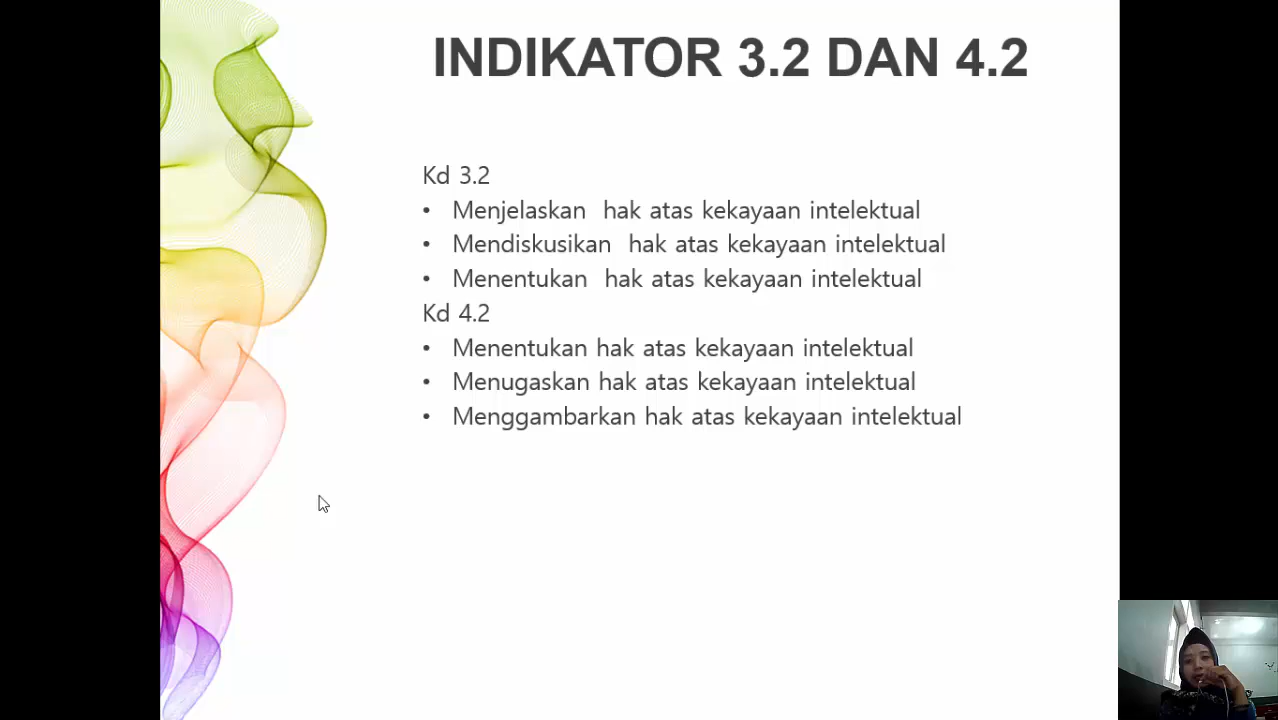 INDIKATOR 3.2 DAN 4.2
Kd 3.2
• Menjelaskan hak atas kekayaan intelektual
• Mendiskusikan hak atas kekayaan intelektual
• Menentukan hak atas kekayaan intelektual
Kd 4.2
• Menentukan hak atas kekayaan intelektual
• Menugaskan hak atas kekayaan intelektual
• Menggambarkan hak atas kekayaan intelektual